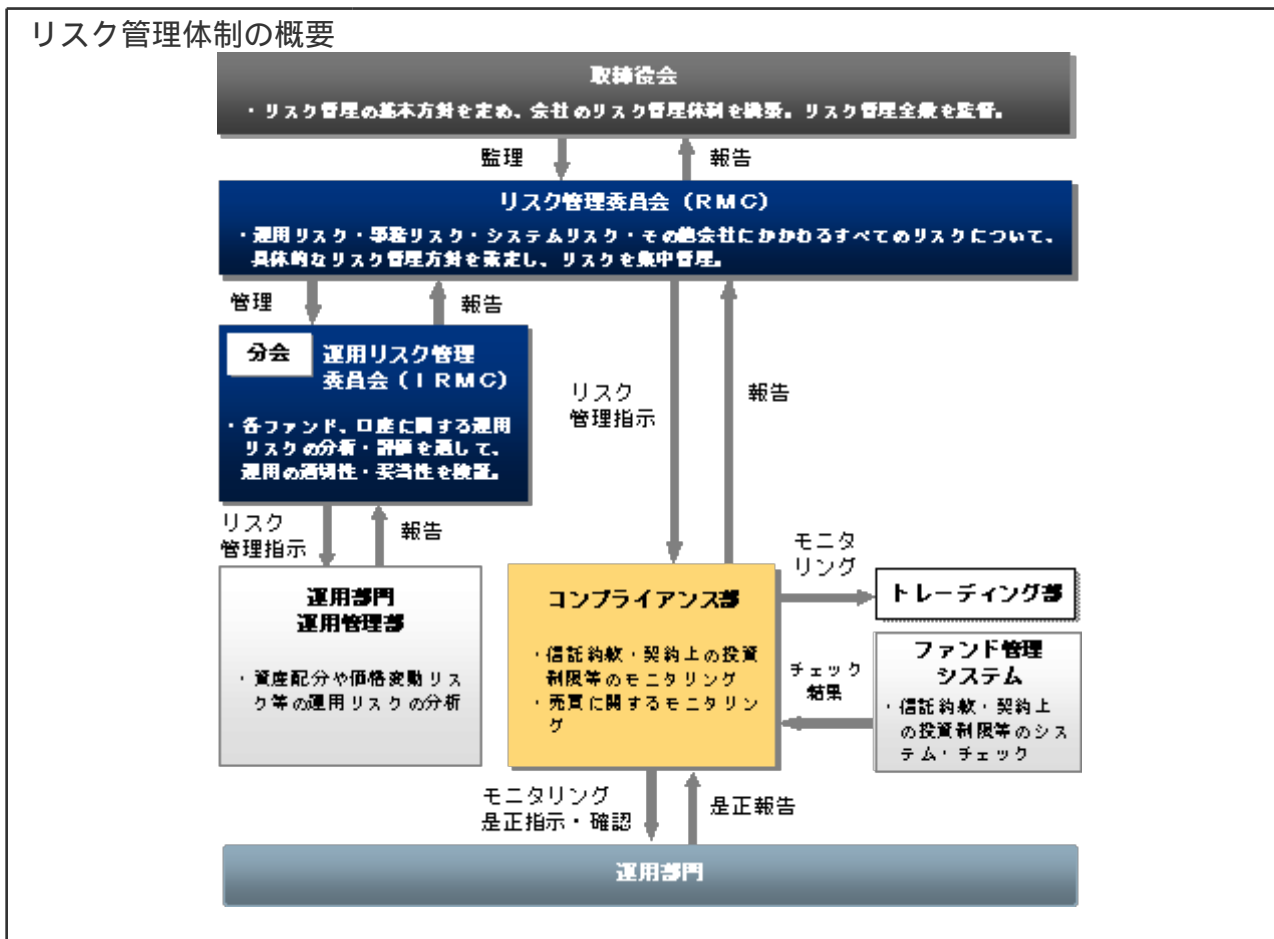 リスク管理体制の概要
取締役会
・リスク管理の基本方針を定め、会社のリスク管理体制を構築。リスク管理全般を監督。
監理
報告
リスク管理委員会（ＲＭＣ）
・運用リスク・事務リスク・システムリスク・その他会社にかかわるすべてのリスクについて、
具体的なリスク管理方針を策定し、リスクを集中管理。
管理
報告
分会
運用リスク管理
委員会（ＩＲＭＣ）
・各ファンド、口座に関する運用
リスクの分析・評価を通して、
運用の適切性・妥当性を検証。
リスク
管理指示
報告
リスク
管理指示
報告
運用部門
運用管理部
・資産配分や価格変動リス
ク等の運用リスクの分析
コンプライアンス部
・信託約款・契約上の投資
制限等のモニタリング
・売買に関するモニタリン
グ
モニタ
リング
トレーディング部
チェック
結果
ファンド管理
システム
・信託約款・契約上
の投資制限等のシス
テム・チェック
モニタリング
是正指示・確認
是正報告
運用部門